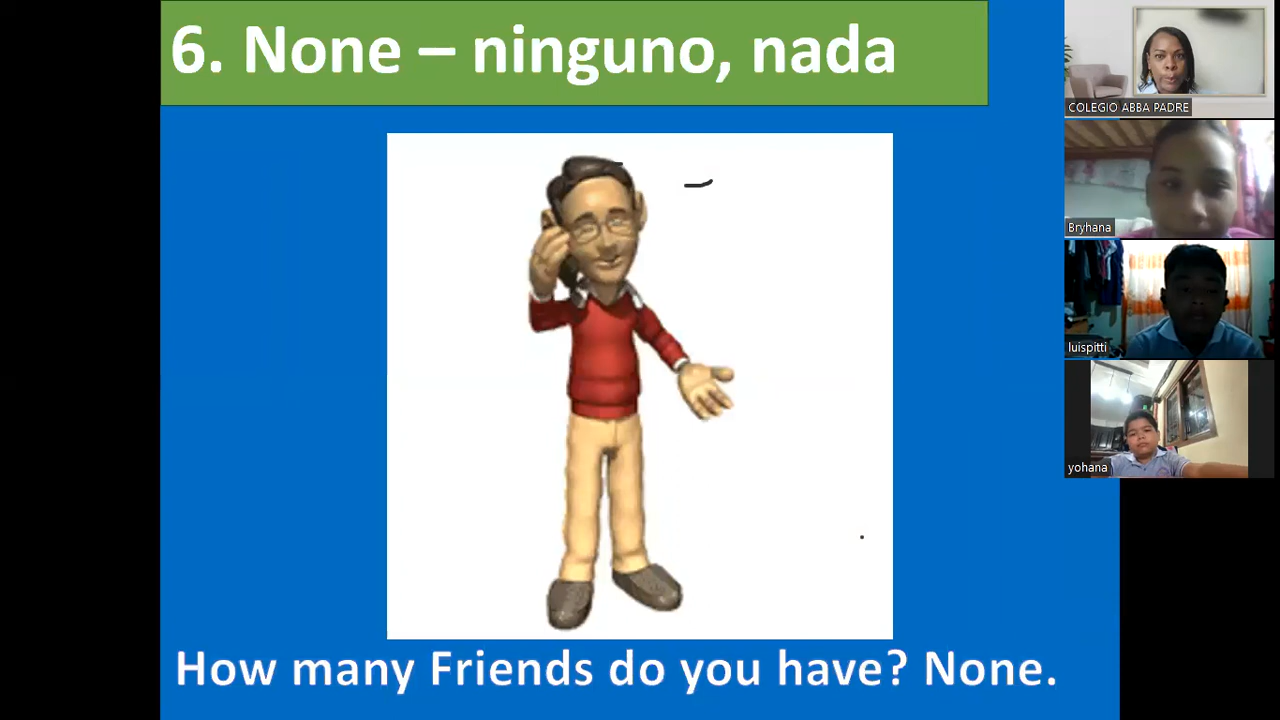 6. None – ninguno, nada
How many Friends do you have? None.
COLEGIO ABBA PADRE
Bryhana
luispitti
yohana